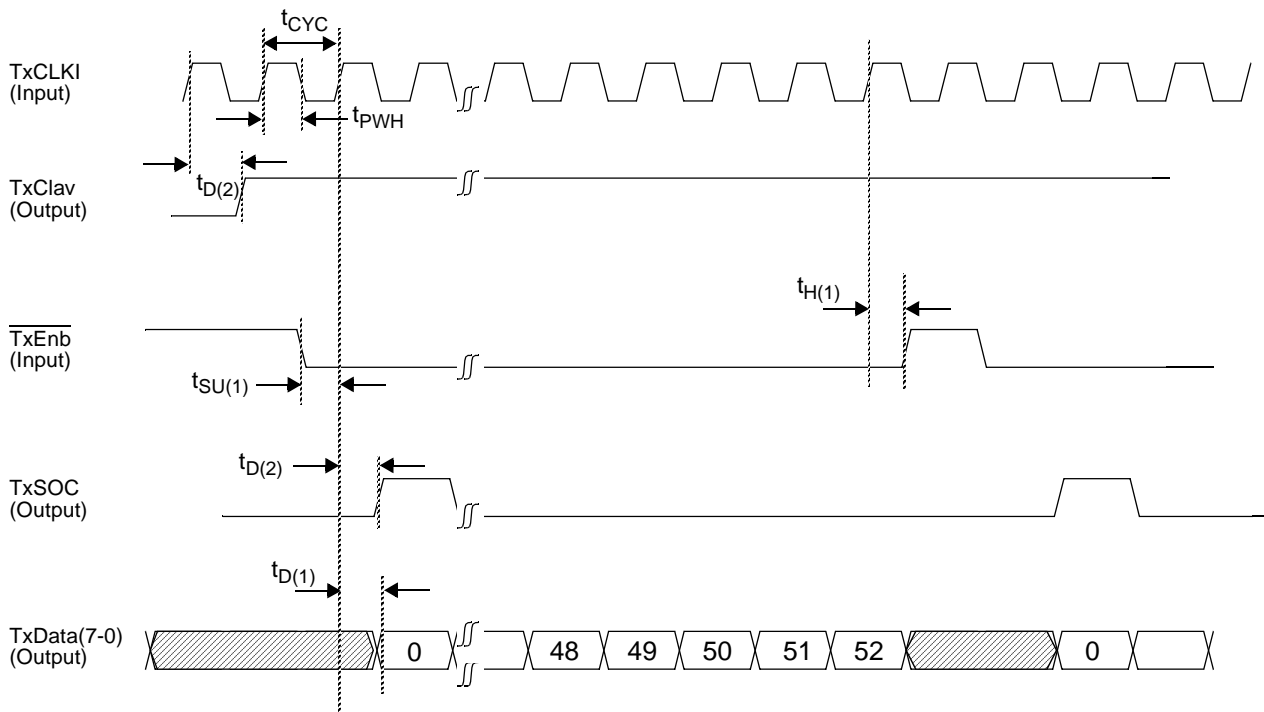 tCYC
TxCLKI
(Input)
tPWH
tD(2)
TxClav
(Output)
tH(1)
TxEnb
(Input)
tSU(1)
tD(2)
TxSOC
(Output)
tD(1)
TxData(7-0)
(Output)
0 48 49 50 51 52 0